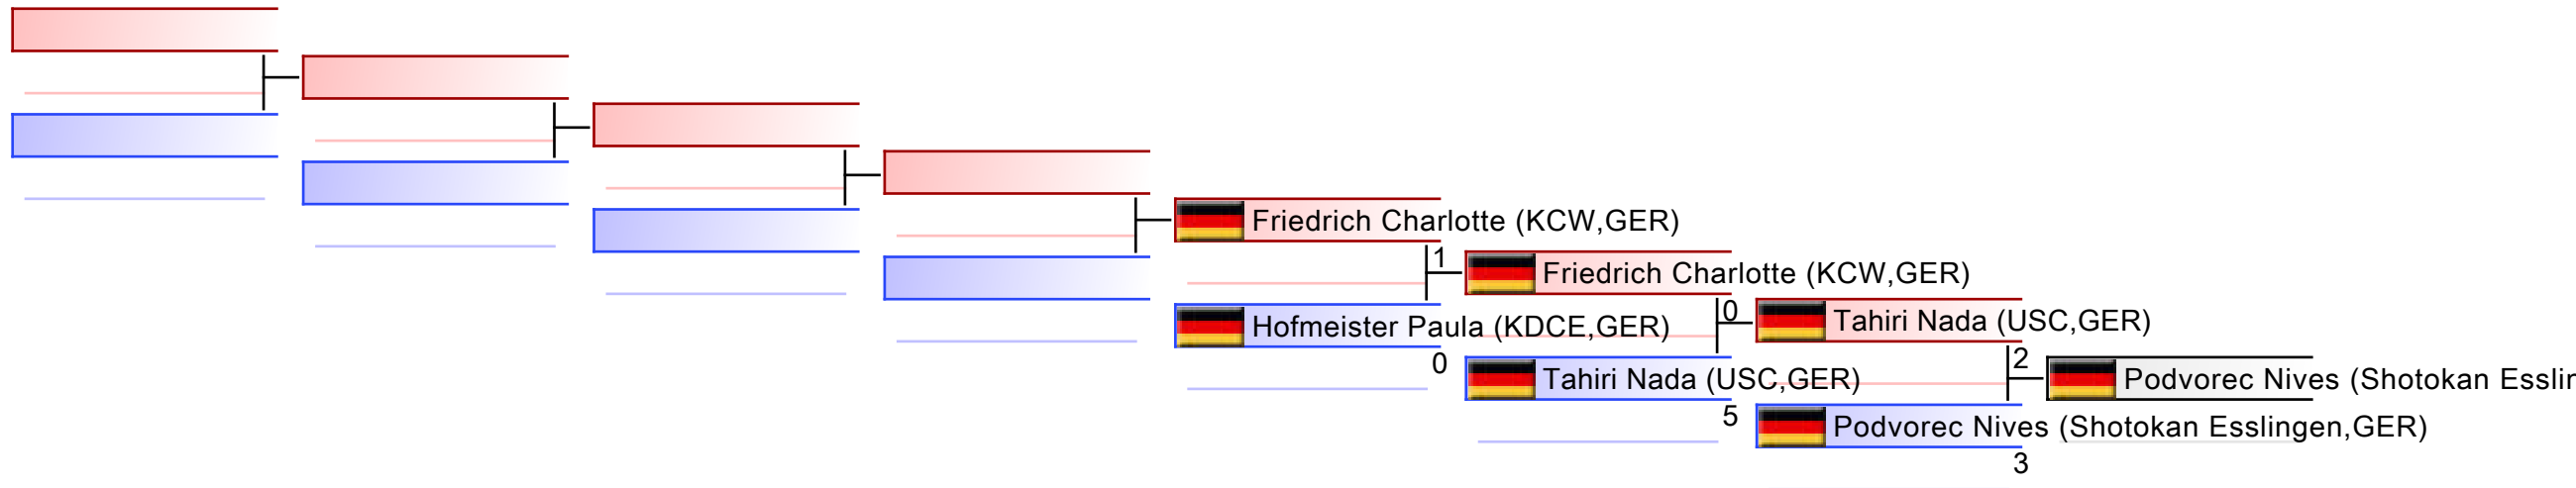 Friedrich Charlotte (KCW,GER)
1
Friedrich Charlotte (KCW,GER)
Hofmeister Paula (KDCE,GER)
0
0
Tahiri Nada (USC,GER)
Tahiri Nada (USC,GER)
5
2
Podvorec Nives (Shotokan Esslin
Podvorec Nives (Shotokan Esslingen,GER)
3